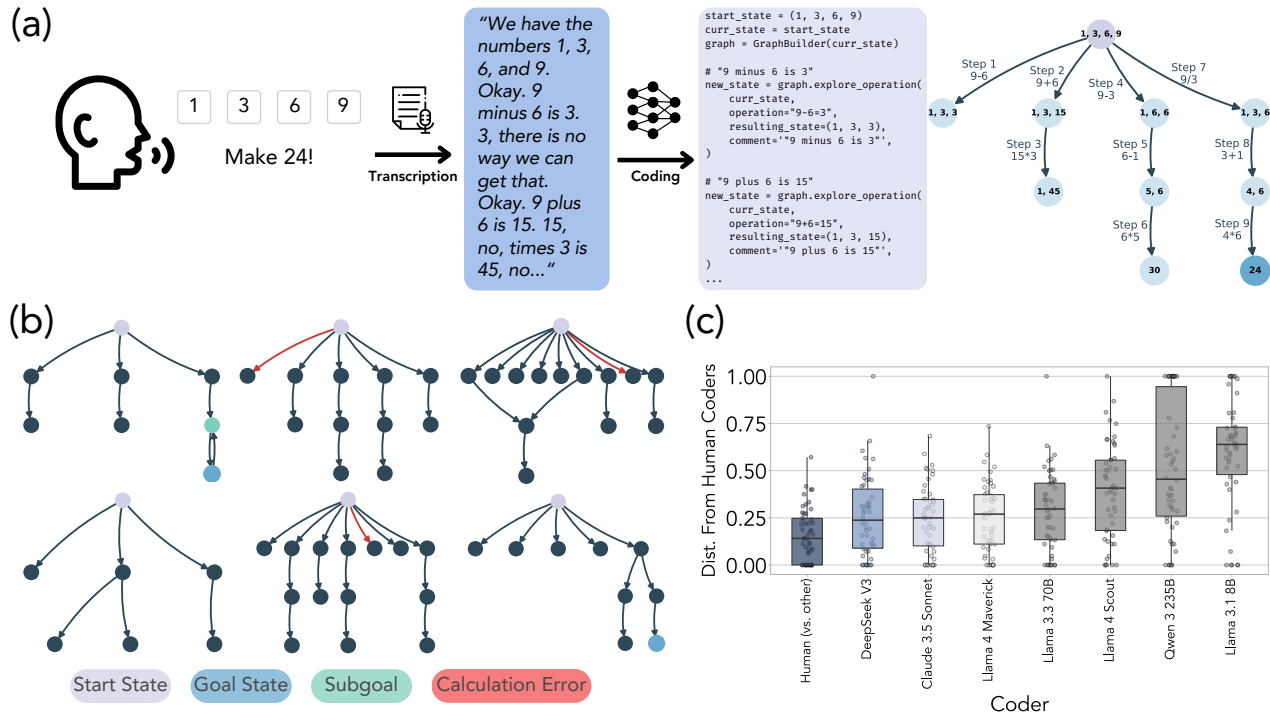 (a)
1 3 6 9
Make 24!
Transcription
“We have the
numbers 1, 3,
6, and 9.
Okay. 9
minus 6 is 3.
3, there is no
way we can
get that.
Okay. 9 plus
6 is 15. 15,
no, times 3 is
45, no...“
Coding
start_state = (1, 3, 6, 9)
curr_state = start_state
graph = GraphBuilder(curr_state)
# "9 minus 6 is 3"
new_state = graph.explore_operation(
curr_state,
operation="9-6=3",
resulting_state=(1, 3, 3),
comment='"9 minus 6 is 3"',
)
# "9 plus 6 is 15"
new_state = graph.explore_operation(
curr_state,
operation="9+6=15",
resulting_state=(1, 3, 15),
comment='"9 plus 6 is 15"',
)
...
1, 3, 6, 9
Step 1
9-6
Step 2
9+6
Step 4
9-3
Step 7
9/3
1, 3, 3
1, 3, 15
1, 6, 6
1, 3, 6
Step 3
15*3
Step 5
6-1
Step 8
3+1
1, 45
5, 6
4, 6
Step 6
6*5
Step 9
4*6
30
24
(b)
Start State
Goal State
Subgoal
Calculation Error
(c)
Dist. From Human Coders
1.00
0.75
0.50
0.25
0.00
Human (vs. other)
DeepSeek V3
Claude 3.5 Sonnet
Llama 4 Maverick
Llama 3.3 70B
Llama 4 Scout
Qwen 3 235B
Llama 3.1 8B
Coder